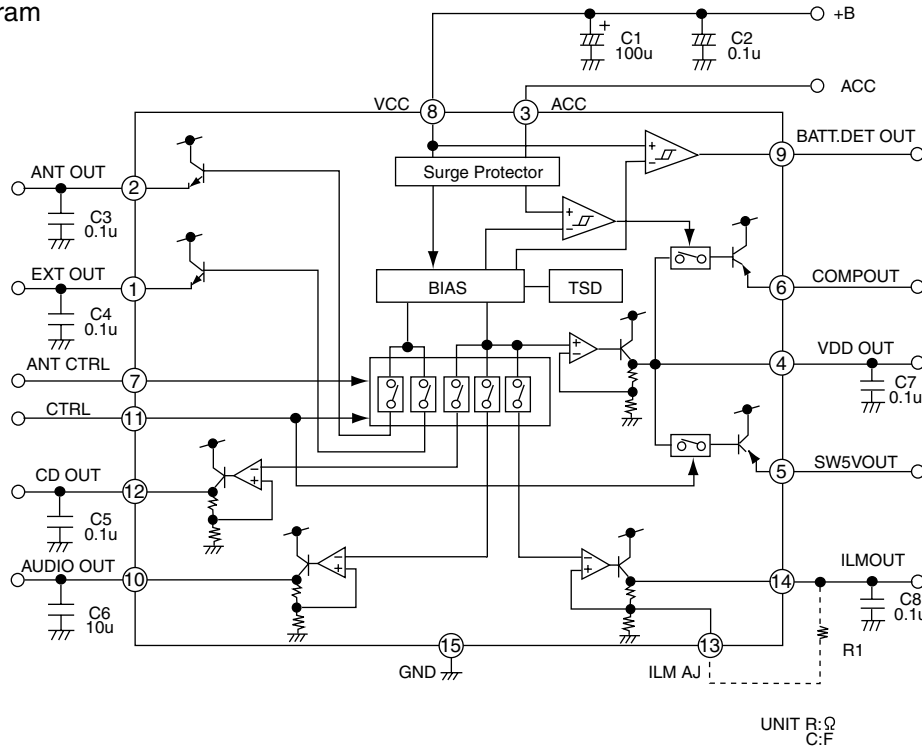 ram
+B
+
C1
100u
C2
0.1u
ACC
VCC
8
3
ACC
BATT.DET OUT
9
Surge Protector
ANT OUT
2
C3
0.1u
EXT OUT
1
C4
0.1u
BIAS
TSD
COMPOUT
6
ANT CTRL
7
VDD OUT
4
C7
0.1u
CTRL
11
SW5VOUT
5
CD OUT
12
C5
0.1u
AUDIO OUT
10
C6
10u
ILMOUT
14
C8
0.1u
R1
15
GND
13
ILM AJ
UNIT R:Ω
C:F
+
−
+
−
+
−
−
+
−
+
−
+